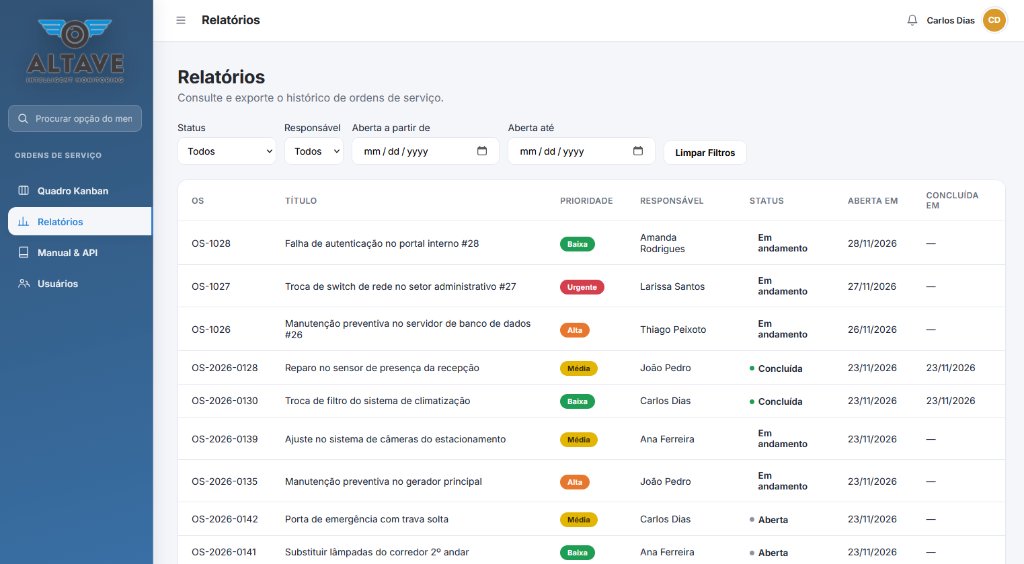 ALTAVE
INTELLIGENT MONITORING
Procurar opção do men
ORDENS DE SERVIÇO
Quadro Kanban
Relatórios
Manual & API
Usuários
Relatórios
Carlos Dias
CD
Relatórios
Consulte e exporte o histórico de ordens de serviço.
Status
Responsável
Aberta a partir de
Aberta até
Todos
Todos
mm/dd/yyyy
mm/dd/yyyy
Limpar Filtros
OS TÍTULO PRIORIDADE RESPONSÁVEL STATUS ABERTA EM CONCLUÍDA
EM
OS-1028 Falha de autenticação no portal interno #28 Baixa Amanda
Rodrigues Em
andamento 28/11/2026 —
OS-1027 Troca de switch de rede no setor administrativo #27 Urgente Larissa Santos Em
andamento 27/11/2026 —
OS-1026 Manutenção preventiva no servidor de banco de dados
#26 Alta Thiago Peixoto Em
andamento 26/11/2026 —
OS-2026-0128 Reparo no sensor de presença da recepção Média João Pedro Concluída 23/11/2026 23/11/2026
OS-2026-0130 Troca de filtro do sistema de climatização Baixa Carlos Dias Concluída 23/11/2026 23/11/2026
OS-2026-0139 Ajuste no sistema de câmeras do estacionamento Média Ana Ferreira Em
andamento 23/11/2026 —
OS-2026-0135 Manutenção preventiva no gerador principal Alta João Pedro Em
andamento 23/11/2026 —
OS-2026-0142 Porta de emergência com trava solta Média Carlos Dias Aberta 23/11/2026 —
OS-2026-0141 Substituir lâmpadas do corredor 2º andar Baixa Ana Ferreira Aberta 23/11/2026 —